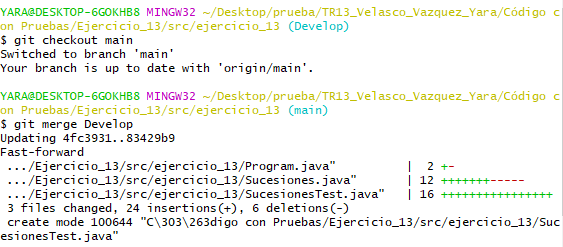 YARA@DESKTOP-6GOKHB8 MINGW32 ~/Desktop/prueba/TR13_Velasco_Vazquez_Yara/Código c
on Pruebas/Ejercicio_13/src/ejercicio_13 (Develop)
$ git checkout main
Switched to branch 'main'
Your branch is up to date with 'origin/main'.

YARA@DESKTOP-6GOKHB8 MINGW32 ~/Desktop/prueba/TR13_Velasco_Vazquez_Yara/Código c
on Pruebas/Ejercicio_13/src/ejercicio_13 (main)
$ git merge Develop
Updating 4fc3931..83429b9
Fast-forward
 .../Ejercicio_13/src/ejercicio_13/Program.java"          |  2 +-
 .../Ejercicio_13/src/ejercicio_13/Sucesiones.java"       | 12 +++++++-----
 .../Ejercicio_13/src/ejercicio_13/SucesionesTest.java"   | 16 ++++++++++++++++
 3 files changed, 24 insertions(+), 6 deletions(-)
 create mode 100644 "C\303\263digo con Pruebas/Ejercicio_13/src/ejercicio_13/Suc
esionesTest.java"